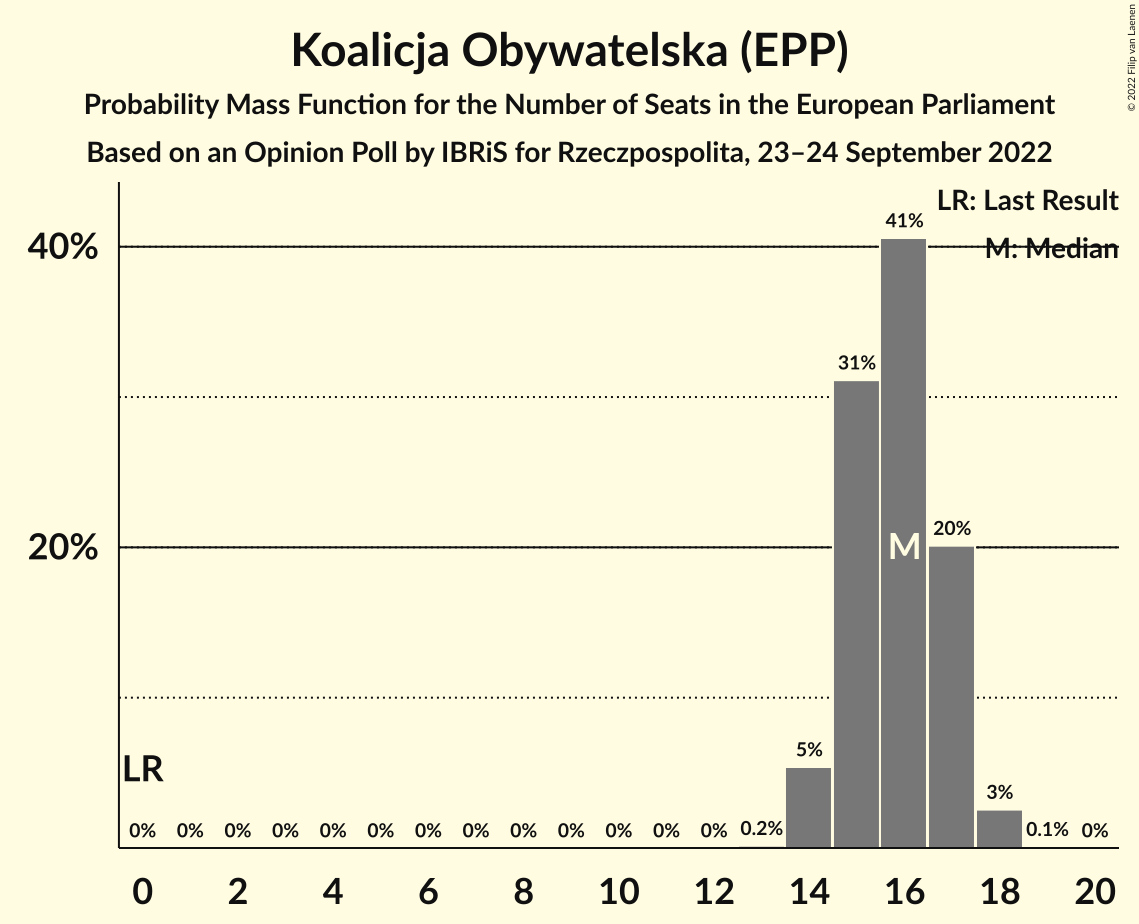 Koalicja Obywatelska (EPP)
Probability Mass Function for the Number of Seats in the European Parliament
Based on an Opinion Poll by IBRiS for Rzeczpospolita, 23–24 September 2022
© 2022 Filip van Laenen
LR: Last Result
M: Median
40%
20%
41%
31%
20%
5%
3%
M
LR
0% 0% 0% 0% 0% 0% 0% 0% 0% 0% 0% 0% 0% 0.2% 0.1% 0%
0 2 4 6 8 10 12 14 16 18 20